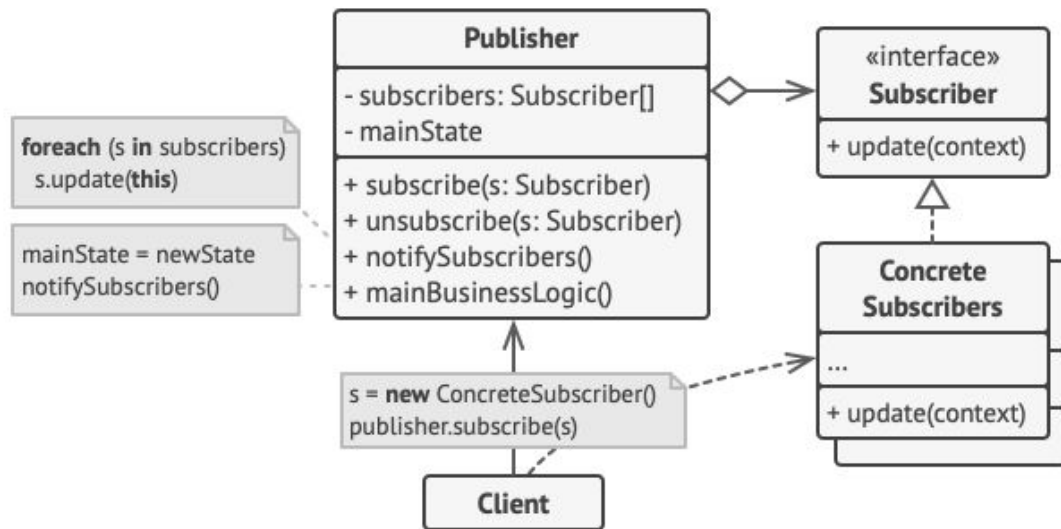 Publisher
- subscribers: Subscriber[]
- mainState
+ subscribe(s: Subscriber)
+ unsubscribe(s: Subscriber)
+ notifySubscribers()
+ mainBusinessLogic()
foreach (s in subscribers)
s.update(this)
mainState = newState
notifySubscribers()
«interface»
Subscriber
+ update(context)
Concrete
Subscribers
...
+ update(context)
s = new ConcreteSubscriber()
publisher.subscribe(s)
Client